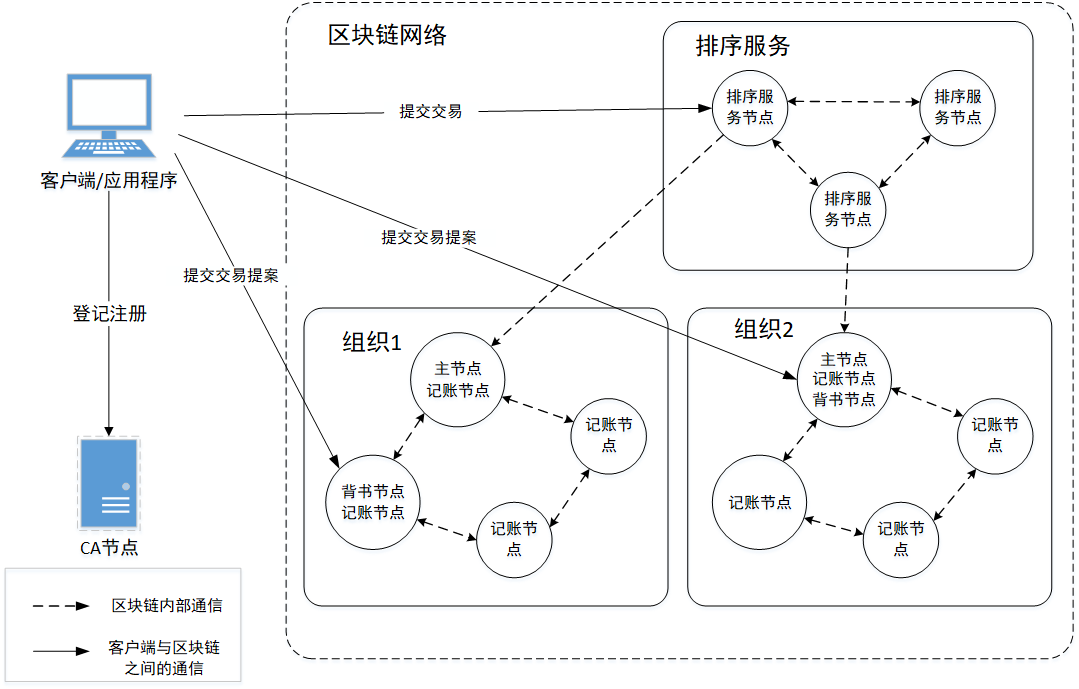 区块链网络
排序服务
排序服
务节点
排序服
务节点
排序服
务节点
提交交易
客户端/应用程序
提交交易提案
提交交易提案
登记注册
组织1
主节点
记账节点
记账节
点
背书节点
记账节点
记账节
点
组织2
主节点
记账节点
背书节点
记账节
点
记账节点
记账节
点
CA节点
区块链内部通信
客户端与区块链
之间的通信